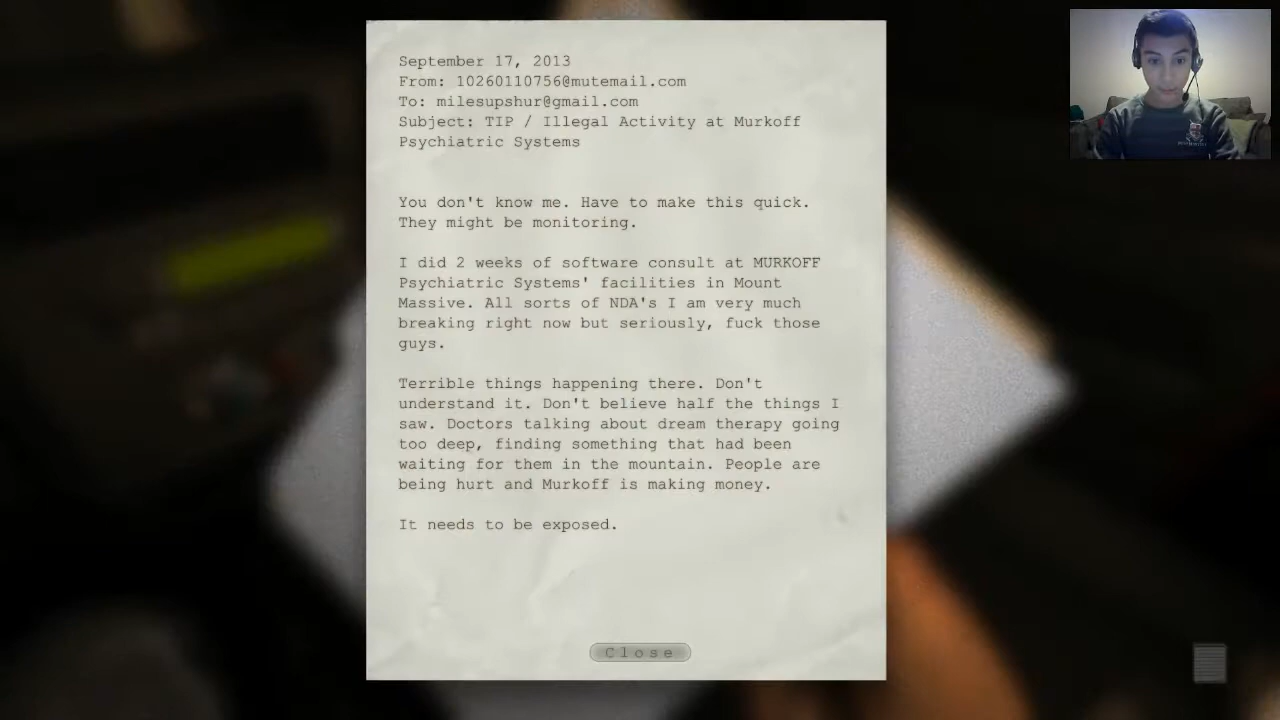 September 17, 2013
From: 10260110756@mutemail.com
To: milesupshur@gmail.com
Subject: TIP / Illegal Activity at Murkoff
Psychiatric Systems
You don't know me. Have to make this quick.
They might be monitoring.
I did 2 weeks of software consult at MURKOFF
Psychiatric Systems' facilities in Mount
Massive. All sorts of NDA's I am very much
breaking right now but seriously, fuck those
guys.
Terrible things happening there. Don't
understand it. Don't believe half the things I
saw. Doctors talking about dream therapy going
too deep, finding something that had been
waiting for them in the mountain. People are
being hurt and Murkoff is making money.
It needs to be exposed.
Close